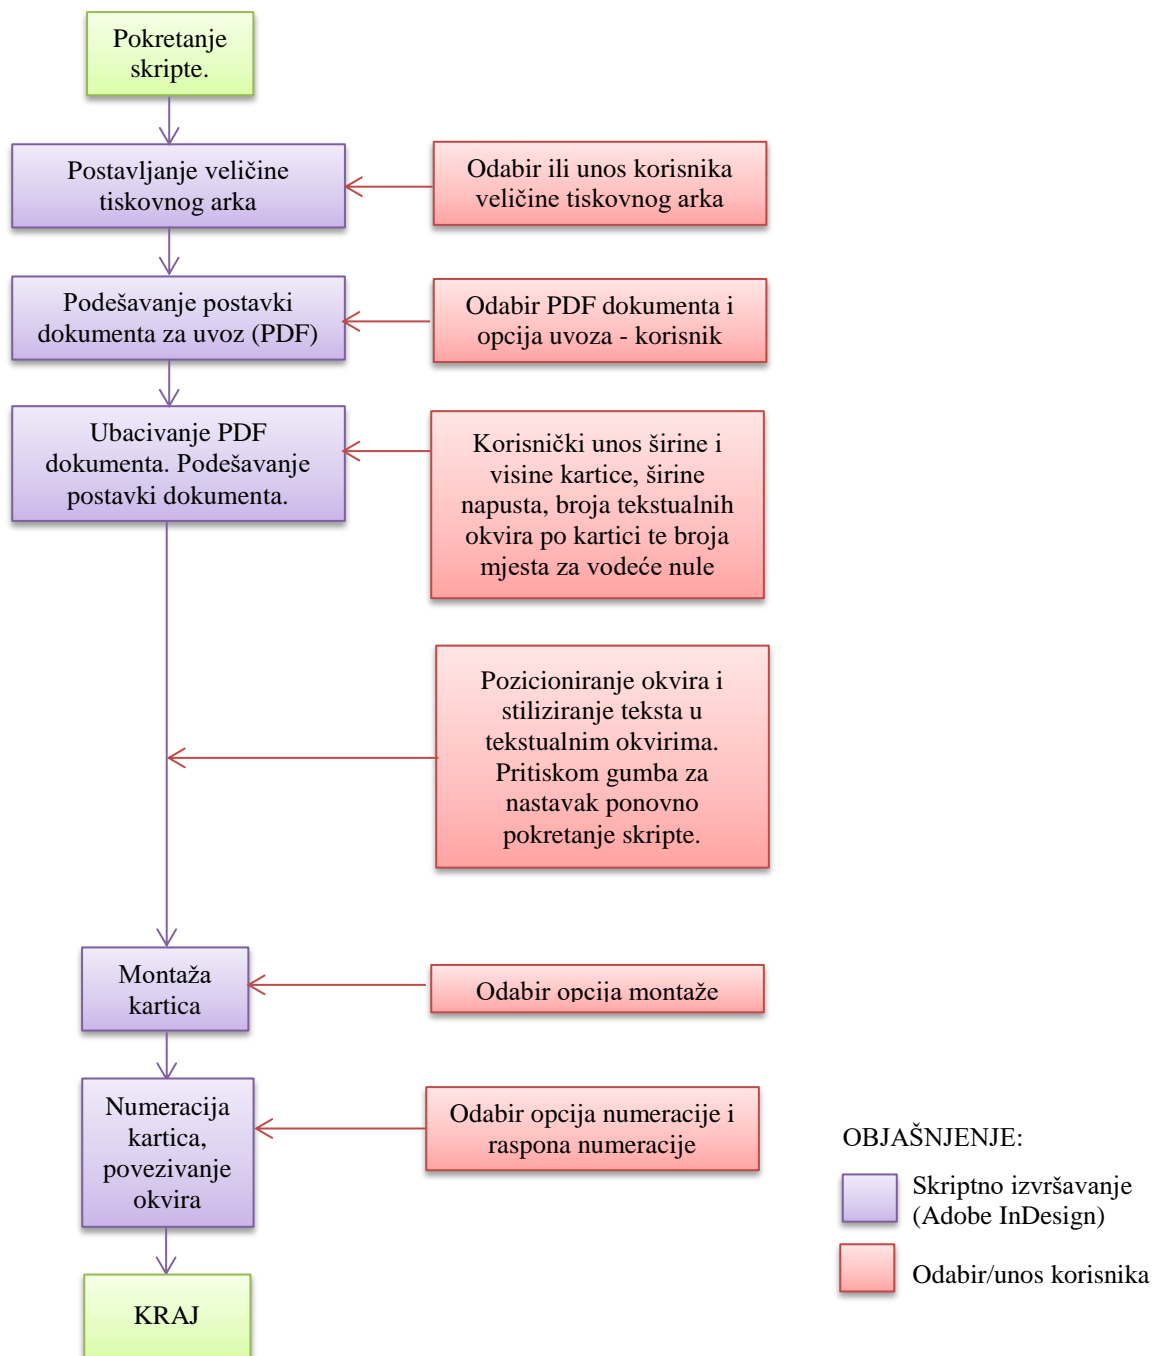 Pokretanje
skripte.
Postavljanje veličine
tiskovnog arka
Odabir ili unos korisnika
veličine tiskovnog arka
Podešavanje postavki
dokumenta za uvoz (PDF)
Odabir PDF dokumenta i
opcija uvoza - korisnik
Ubacivanje PDF
dokumenta. Podešavanje
postavki dokumenta.
Korisnički unos širine i
visine kartice, širine
napusta, broja tekstualnih
okvira po kartici te broja
mjesta za vodeće nule
Pozicioniranje okvira i
stiliziranje teksta u
tekstualnim okvirima.
Pritiskom gumba za
nastavak ponovno
pokretanje skripte.
Montaža
kartica
Odabir opcija montaže
Numeracija
kartica,
povezivanje
okvira
Odabir opcija numeracije i
raspona numeracije
KRAJ
OBJAŠNJENJE:
Skriptno izvršavanje
(Adobe InDesign)
Odabir/unos korisnika